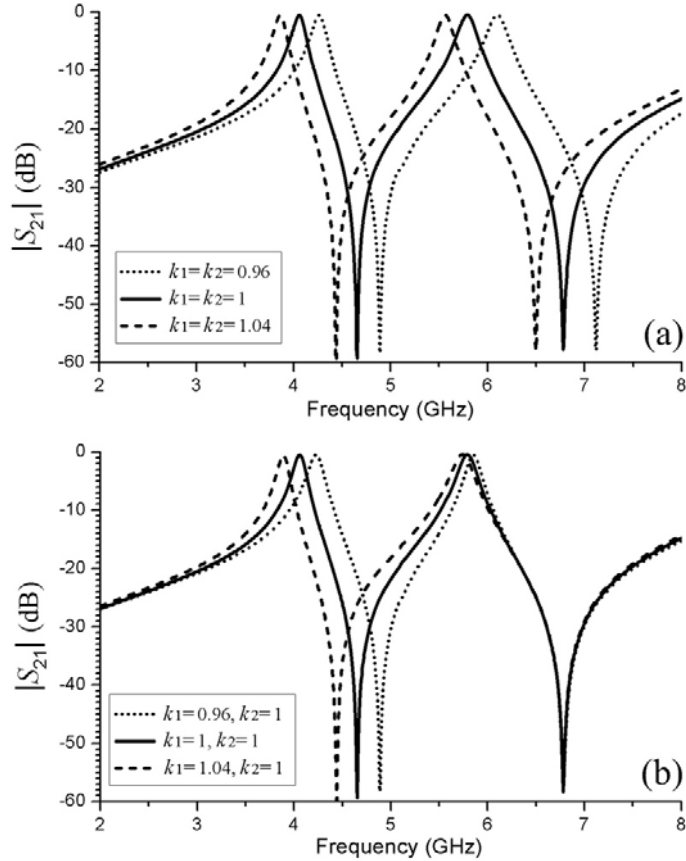 0
-10
-20
-30
-40
-50
-60
|S21| (dB)
k1=k2=0.96
k1=k2=1
k1=k2=1.04
(a)
2 3 4 5 6 7 8
Frequency (GHz)
0
-10
-20
-30
-40
-50
-60
|S21| (dB)
k1=0.96, k2=1
k1=1, k2=1
k1=1.04, k2=1
(b)
2 3 4 5 6 7 8
Frequency (GHz)